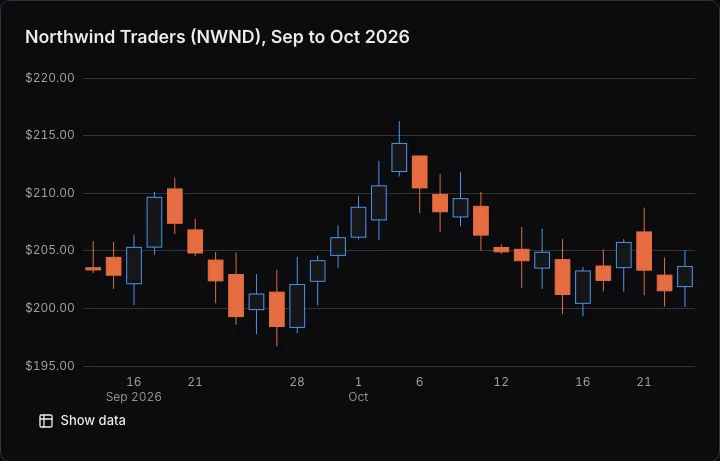 Northwind Traders (NWND), Sep to Oct 2026
$220.00
$215.00
$210.00
$205.00
$200.00
$195.00
16 21 28 1 6 12 16 21
Sep 2026 Oct
Show data